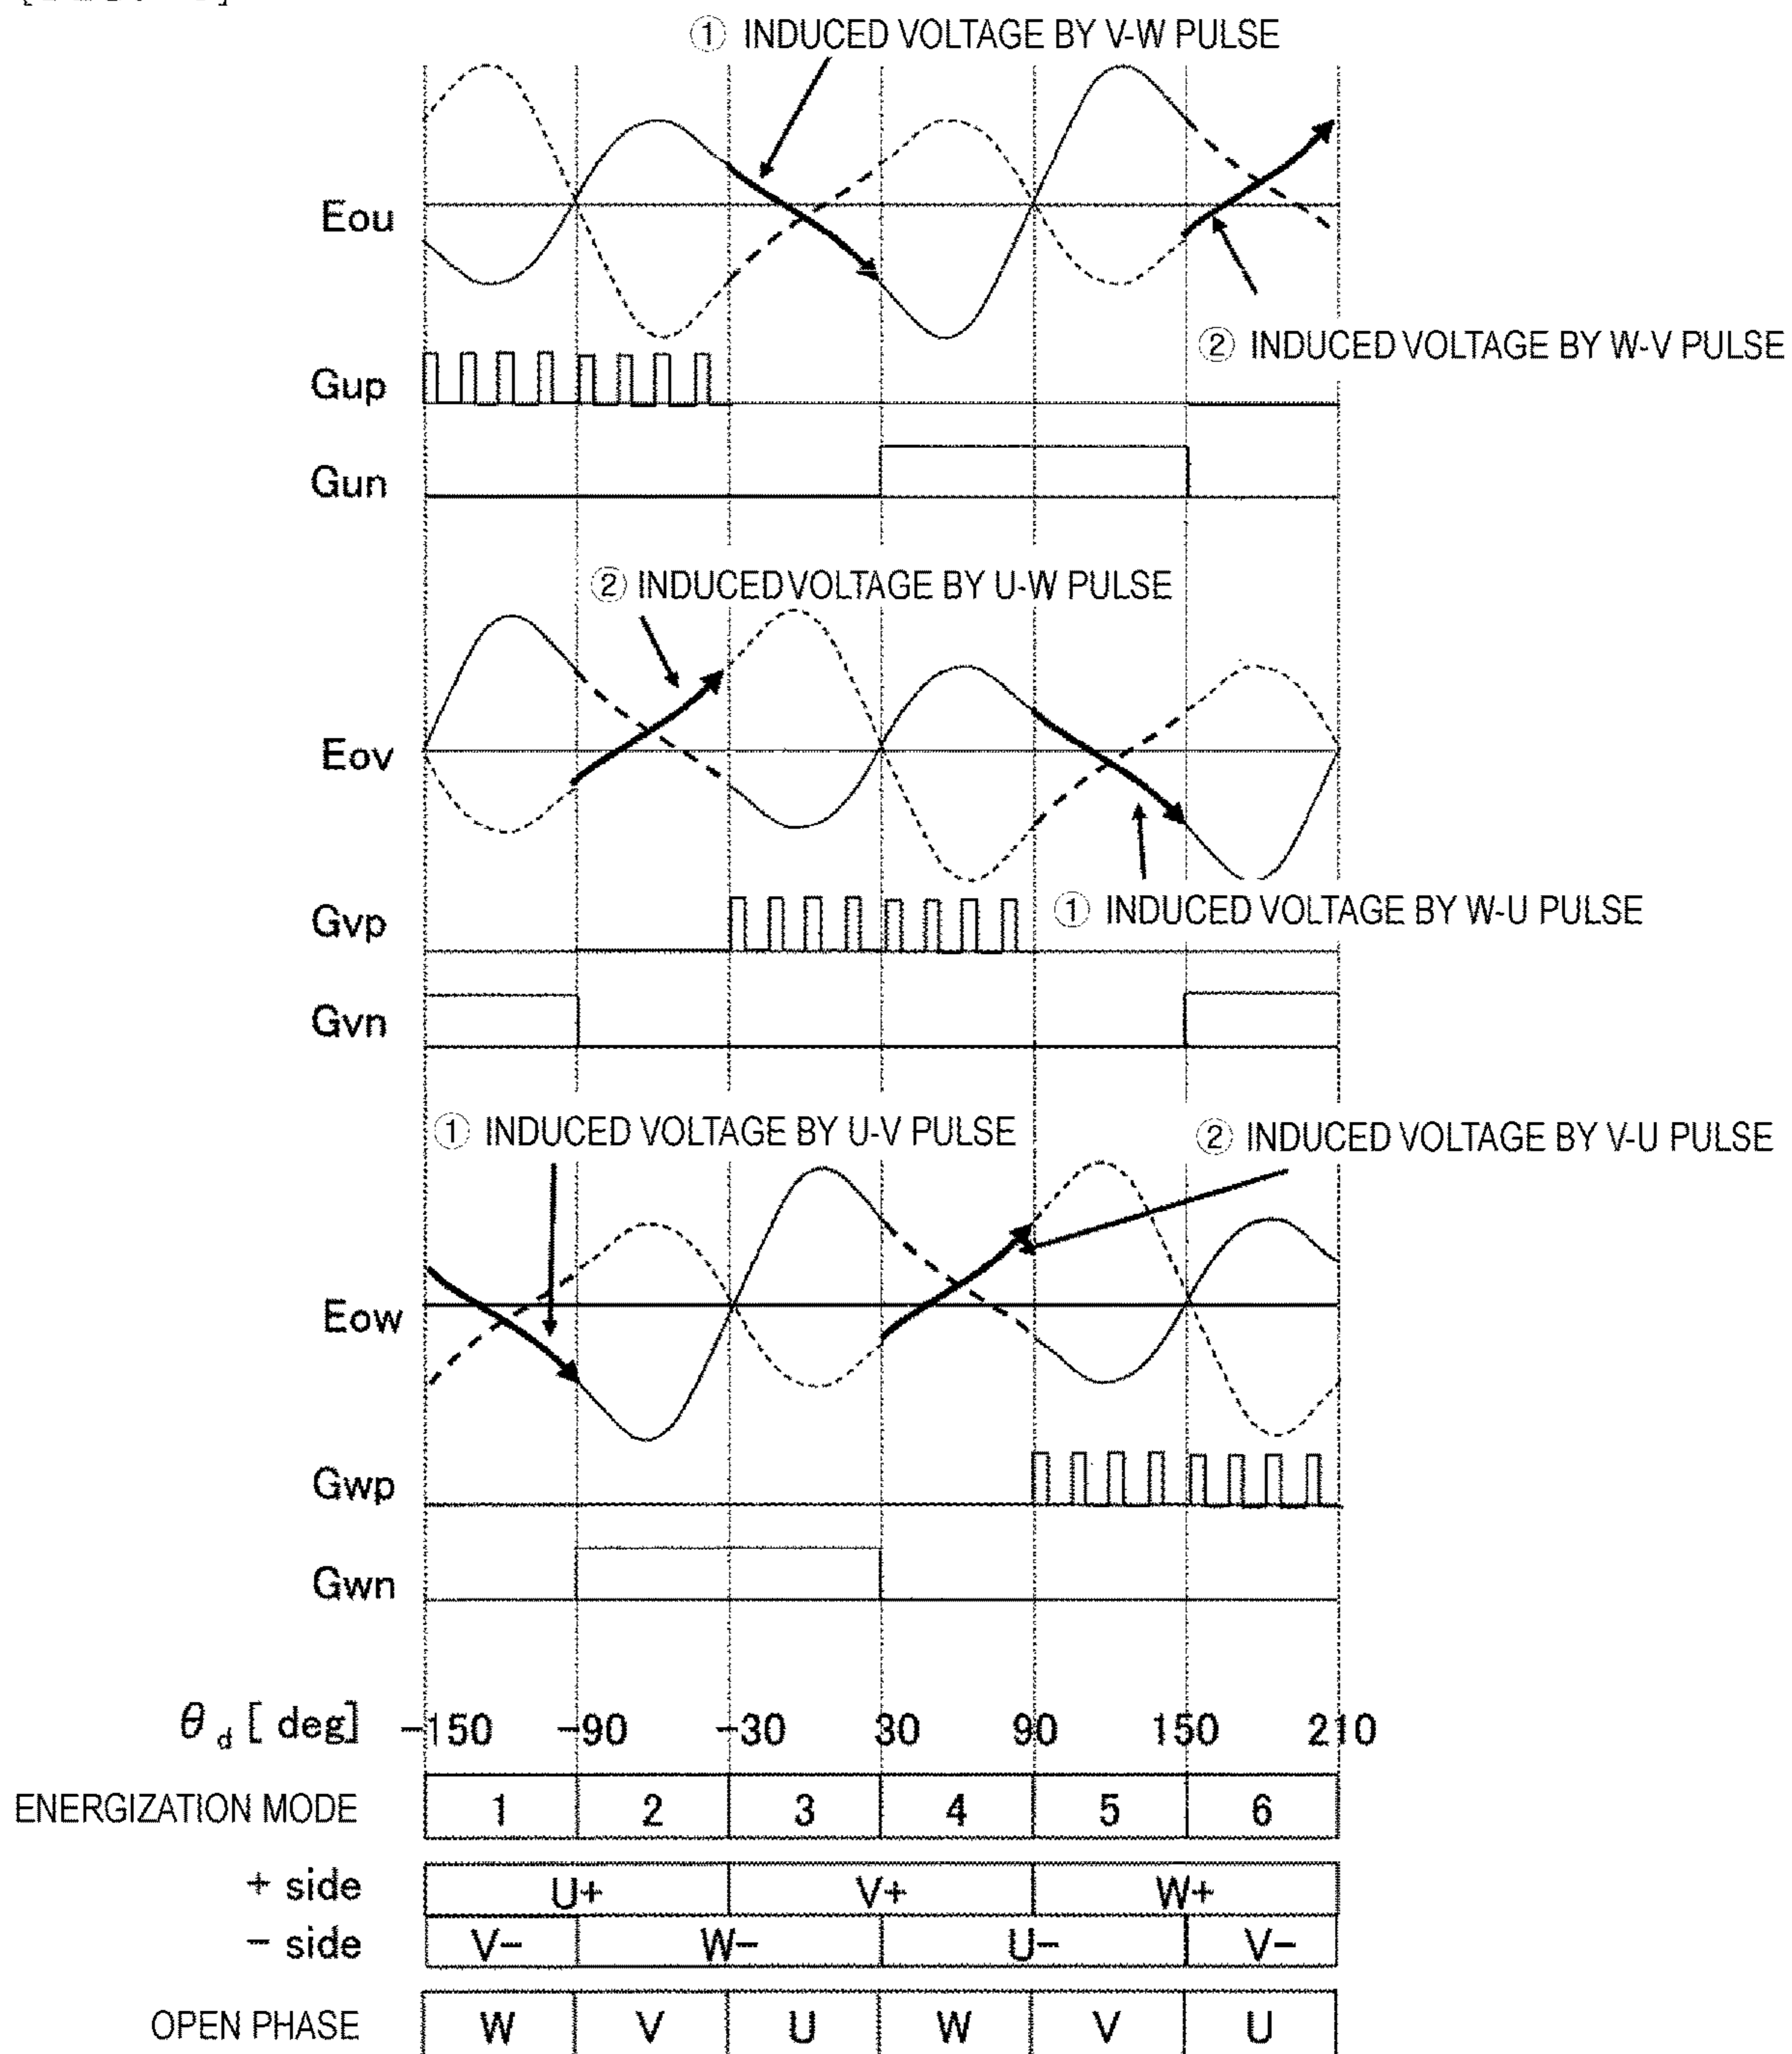 ① INDUCED VOLTAGE BY V-W PULSE
Eou
② INDUCED VOLTAGE BY W-V PULSE
Gup
Gun
② INDUCED VOLTAGE BY U-W PULSE
Eov
① INDUCED VOLTAGE BY W-U PULSE
Gvp
Gvn
① INDUCED VOLTAGE BY U-V PULSE
② INDUCED VOLTAGE BY V-U PULSE
Eow
Gwp
Gwn
θd [deg] -150 -90 -30 30 90 150 210
ENERGIZATION MODE 1 2 3 4 5 6
+ side U+ V+ W+
- side V- W- U- V-
OPEN PHASE W V U W V U